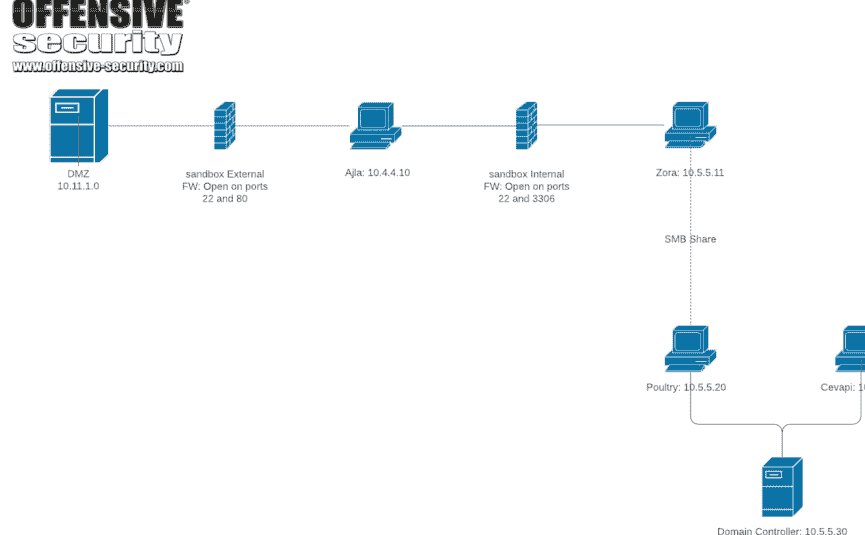 OFFENSIVE
security
www.offensive-security.com
DMZ
10.11.1.0
sandbox External
FW: Open on ports
22 and 80
Ajla: 10.4.4.10
sandbox Internal
FW: Open on ports
22 and 3306
Zora: 10.5.5.11
SMB Share
Poultry: 10.5.5.20
Cevapi: 1
Domain Controller: 10.5.5.30